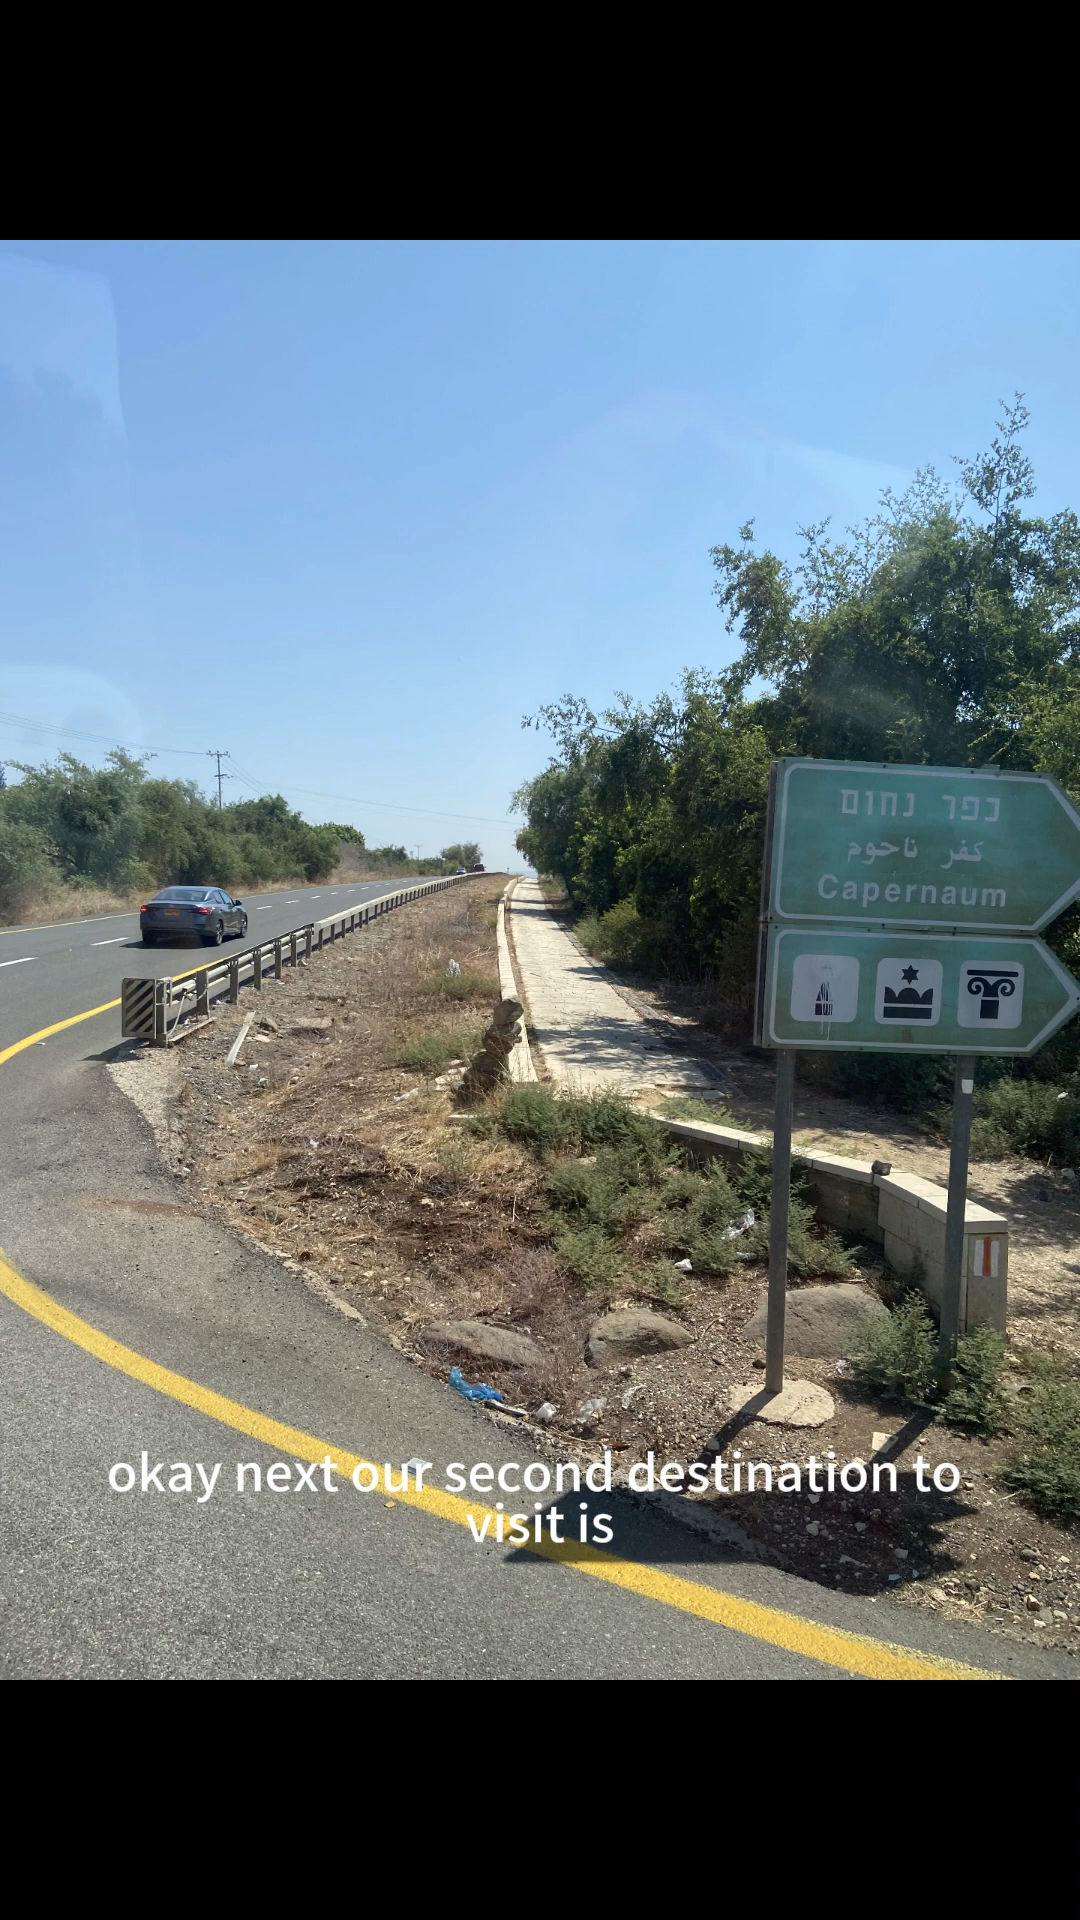 כפר נחום
كفر ناحوم
Capernaum
okay next our second destination to
visit is